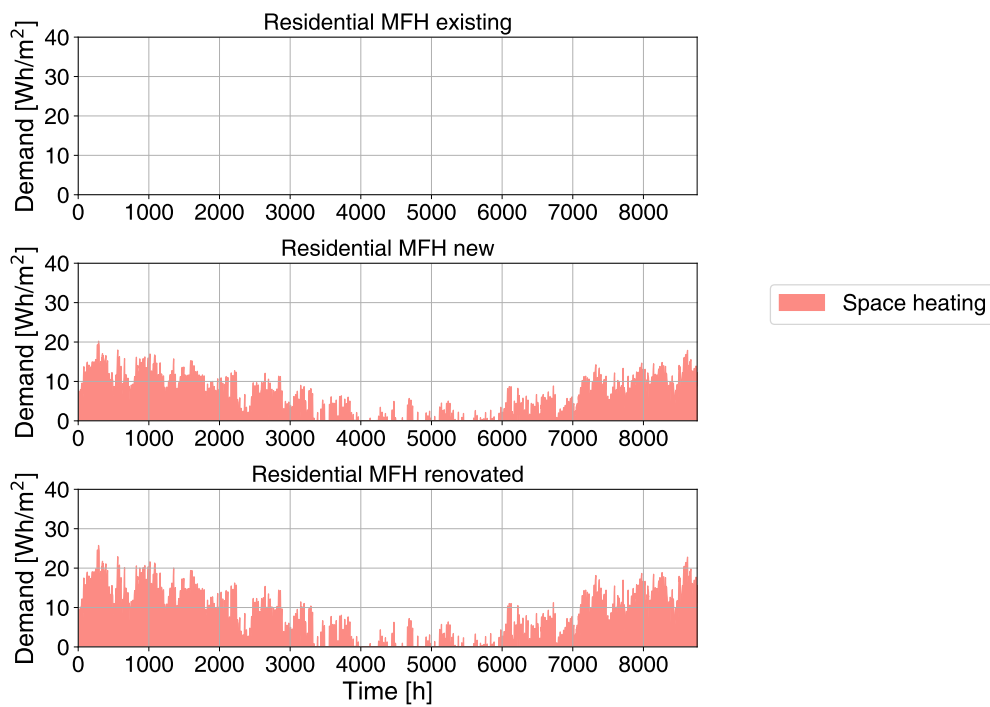 Residential MFH existing
Demand [Wh/m²]
40
30
20
10
0
0 1000 2000 3000 4000 5000 6000 7000 8000
Residential MFH new
Demand [Wh/m²]
40
30
20
10
0
0 1000 2000 3000 4000 5000 6000 7000 8000
Space heating
Residential MFH renovated
Demand [Wh/m²]
40
30
20
10
0
0 1000 2000 3000 4000 5000 6000 7000 8000
Time [h]